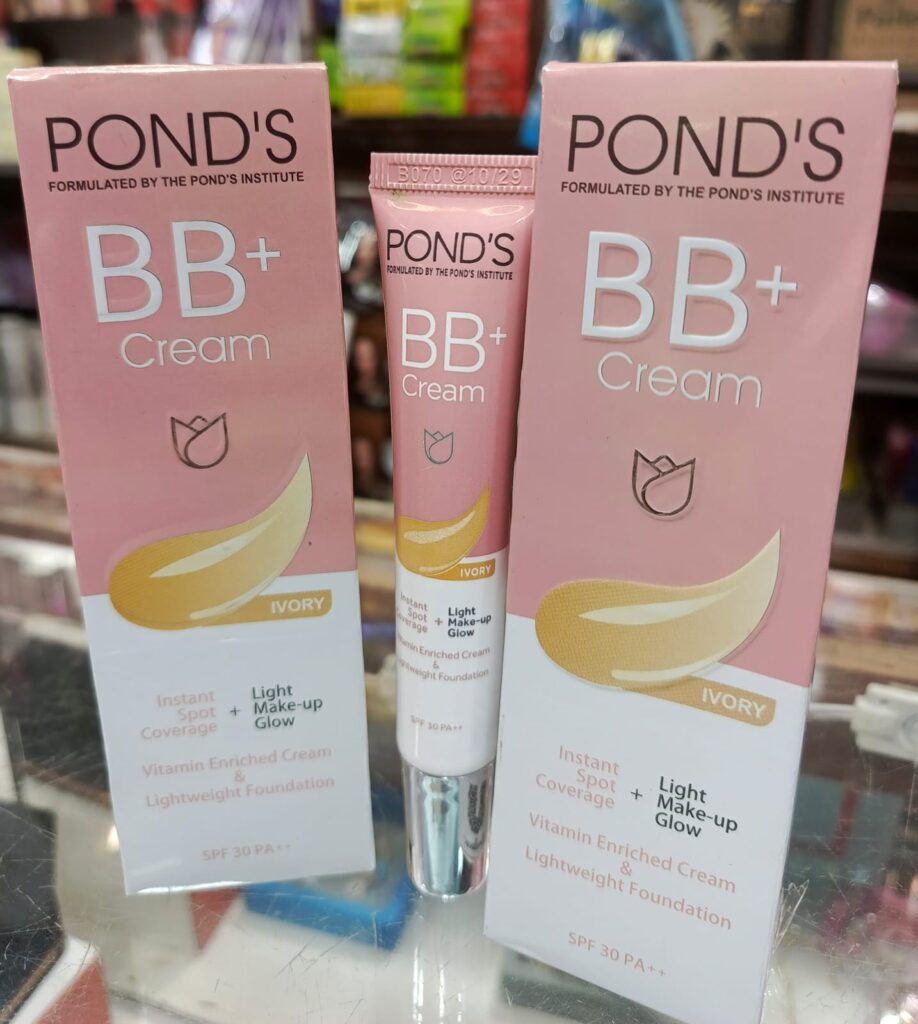 POND'S
FORMULATED BY THE POND'S INSTITUTE
BB+
Cream
IVORY
Instant
Spot
Coverage
+
Light
Make-up
Glow
Vitamin Enriched Cream
&
Lightweight Foundation
SPF 30 PA++
B070 @10/29
POND'S
FORMULATED BY THE POND'S INSTITUTE
BB+
Cream
IVORY
Instant
Spot
Coverage
+
Light
Make-up
Glow
Vitamin Enriched Cream
&
Lightweight Foundation
SPF 30 PA++
POND'S
FORMULATED BY THE POND'S INSTITUTE
BB+
Cream
IVORY
Instant
Spot
Coverage
+
Light
Make-up
Glow
Vitamin Enriched Cream
&
Lightweight Foundation
SPF 30 PA++